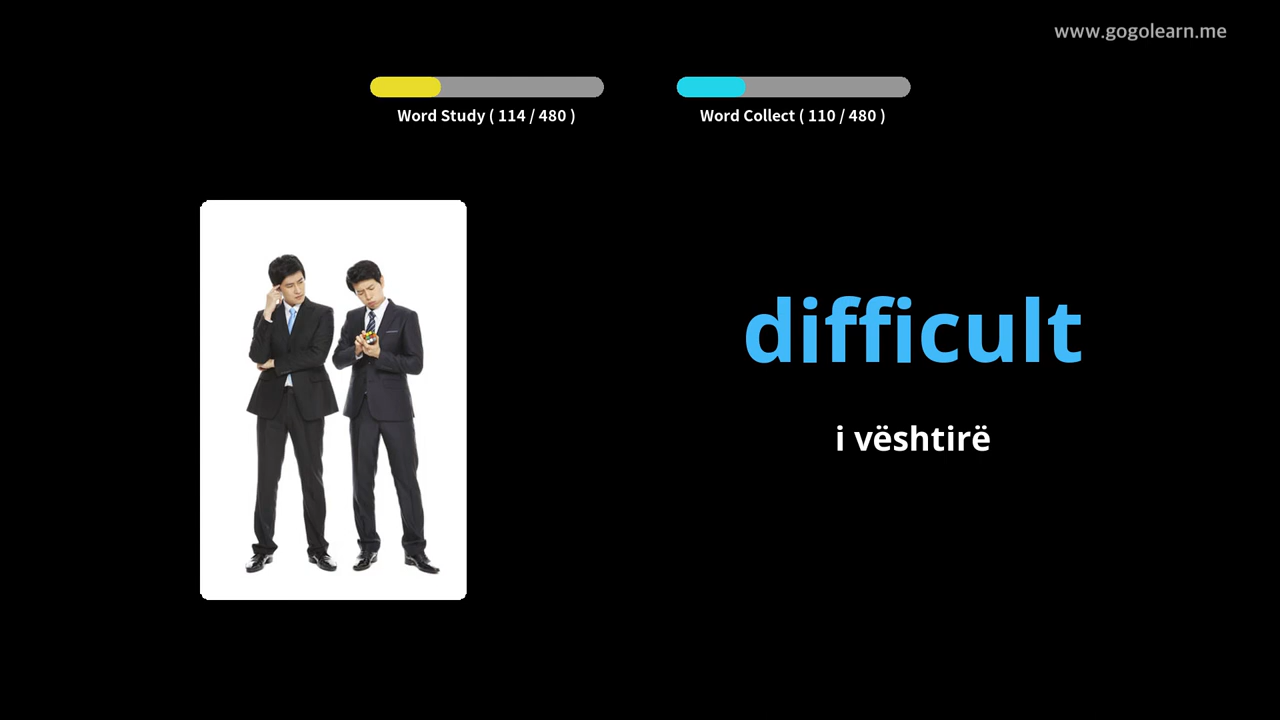 www.gogolearn.me
Word Study ( 114 / 480 )
Word Collect ( 110 / 480 )
difficult
i vështirë